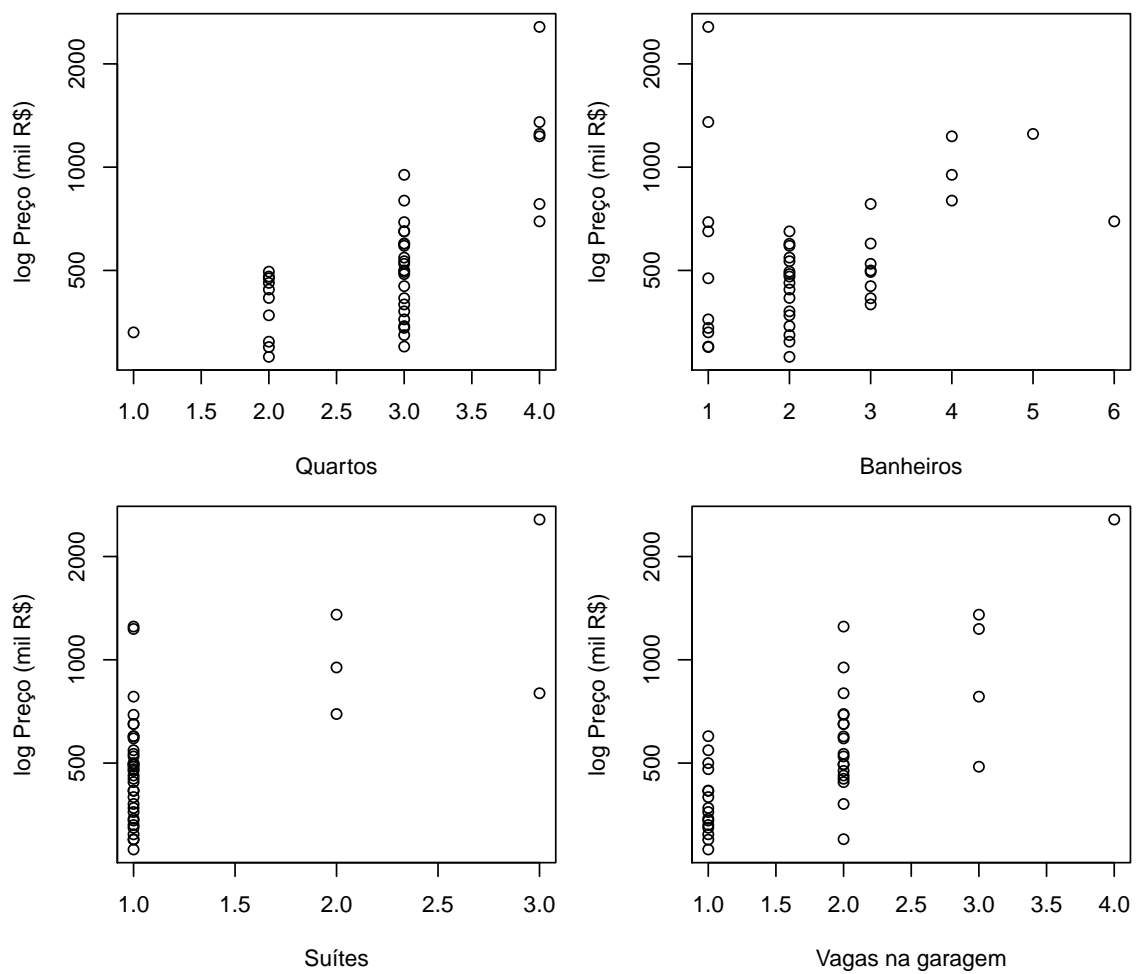 log Preço (mil R$)
2000
1000
500
1.0 1.5 2.0 2.5 3.0 3.5 4.0
Quartos
log Preço (mil R$)
2000
1000
500
1 2 3 4 5 6
Banheiros
log Preço (mil R$)
2000
1000
500
1.0 1.5 2.0 2.5 3.0
Suítes
log Preço (mil R$)
2000
1000
500
1.0 1.5 2.0 2.5 3.0 3.5 4.0
Vagas na garagem